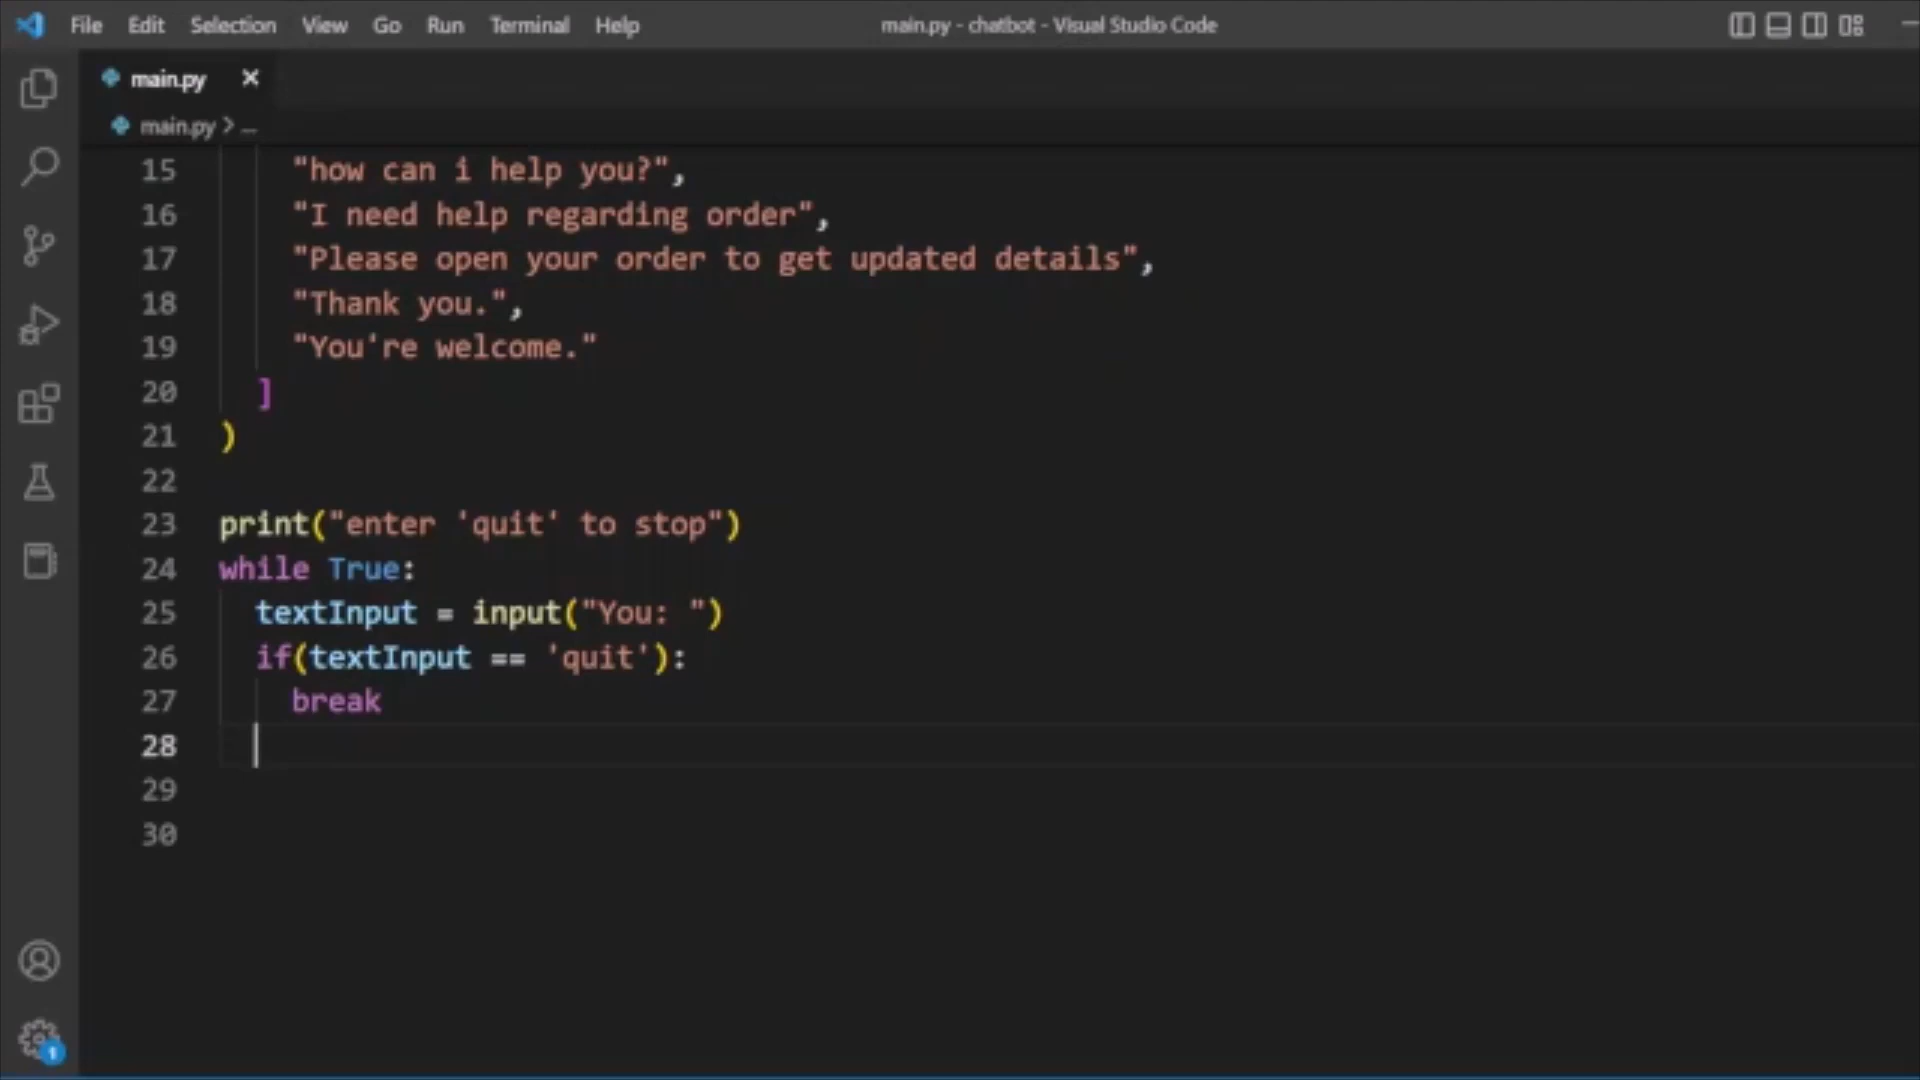 File Edit Selection View Go Run Terminal Help main.py - chatbot - Visual Studio Code
main.py
main.py > ...
15 "how can i help you?",
16 "I need help regarding order",
17 "Please open your order to get updated details",
18 "Thank you.",
19 "You're welcome."
20 ]
21 )
22
23 print("enter 'quit' to stop")
24 while True:
25 textInput = input("You: ")
26 if(textInput == 'quit'):
27 break
28
29
30
1